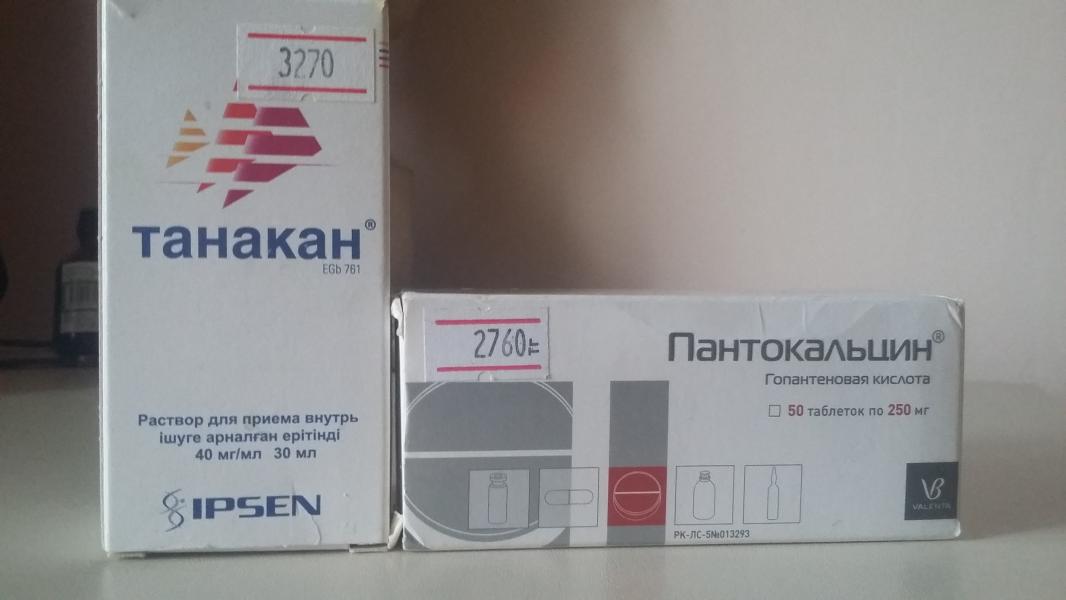 3270
танакан®
EGb 761
Раствор для приема внутрь
ішуге арналған ерітінді
40 мг/мл 30 мл
IPSEN
2760тг
Пантокальцин®
Гопантеновая кислота
50 таблеток по 250 мг
VALENTA
РК-ЛС-5№013293